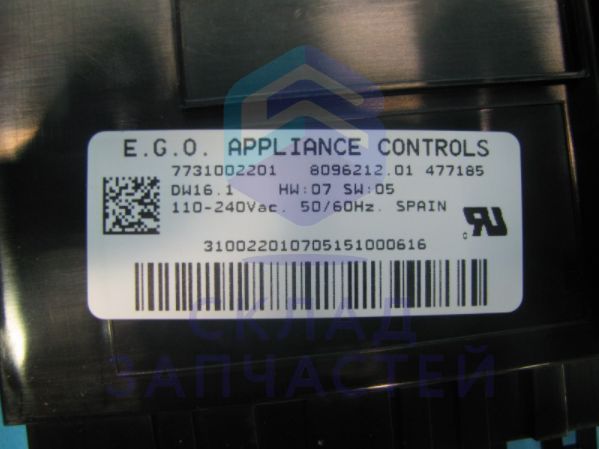 E.G.O. APPLIANCE CONTROLS
7731002201 8096212.01 477185
DW16.1 HW:07 SW:05
110-240Vac. 50/60Hz. SPAIN
310022010705151000616
СКЛАД
ЗАПЧАСТЕЙ